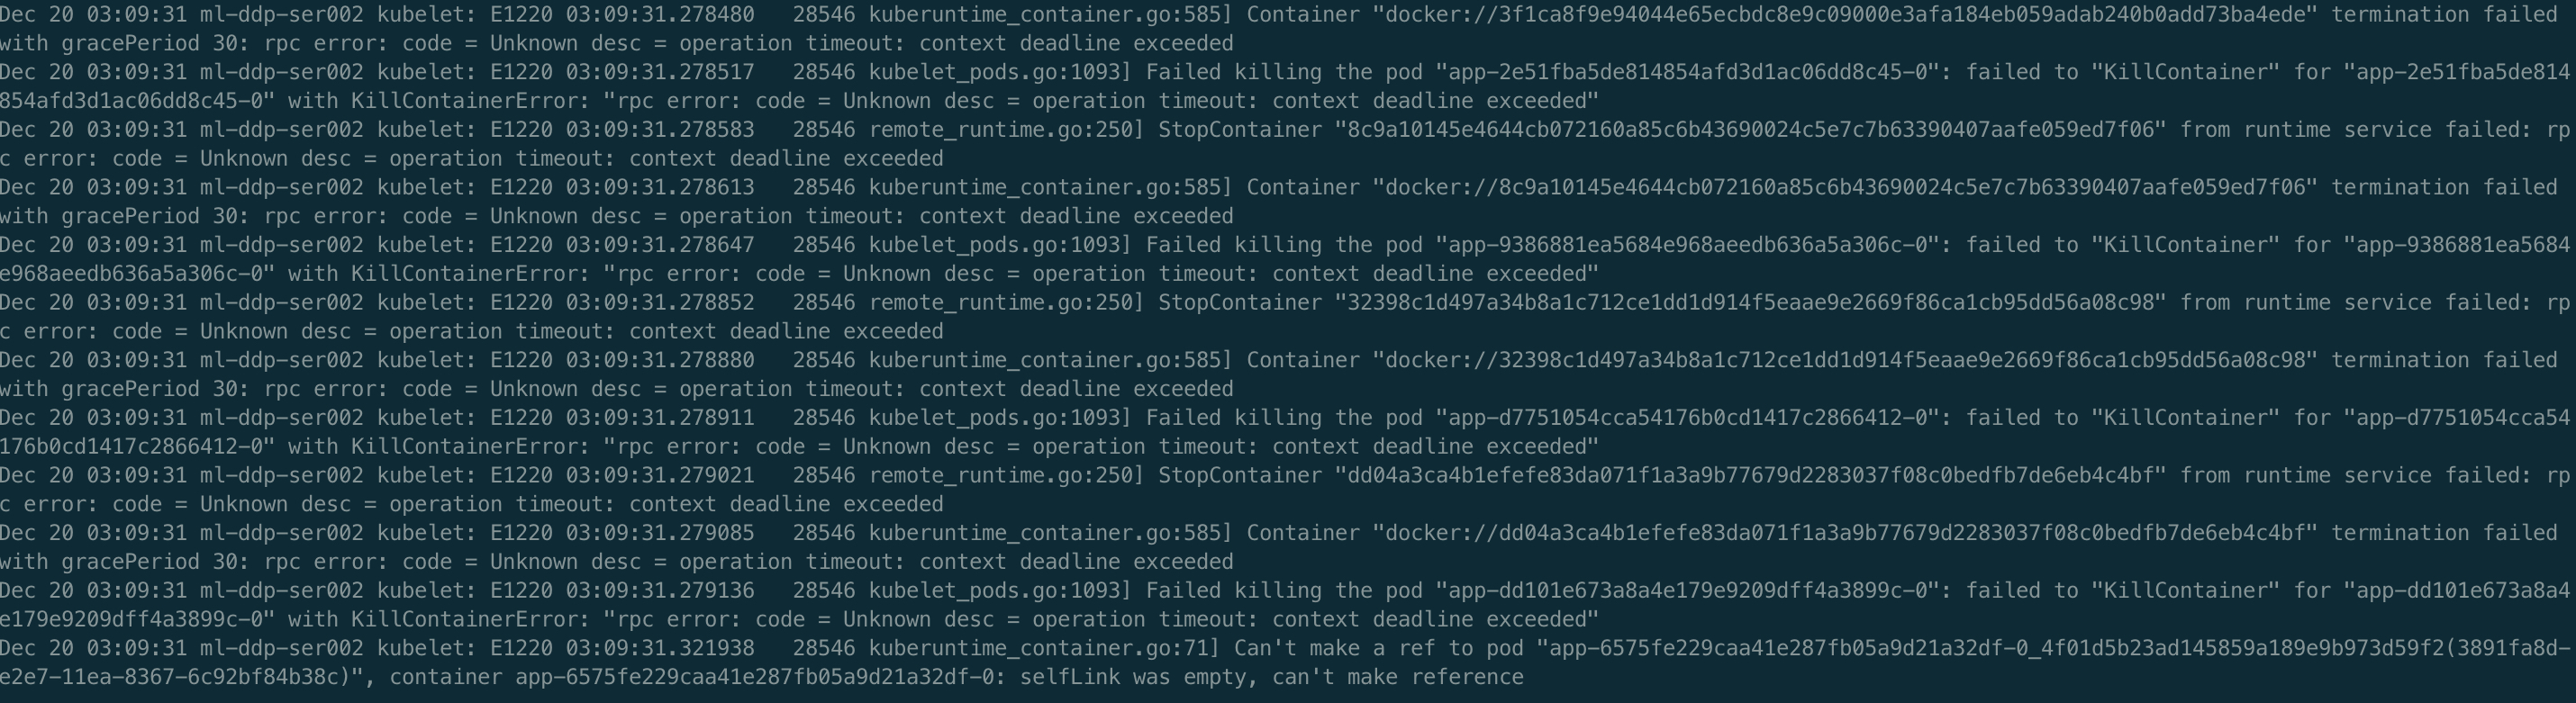 Dec 20 03:09:31 ml-ddp-ser002 kubelet: E1220 03:09:31.278480   28546 kuberuntime_container.go:585] Container "docker://3f1ca8f9e94044e65ecbdc8e9c09000e3afa184eb059adab240b0add73ba4ede" termination failed
with gracePeriod 30: rpc error: code = Unknown desc = operation timeout: context deadline exceeded
Dec 20 03:09:31 ml-ddp-ser002 kubelet: E1220 03:09:31.278517   28546 kubelet_pods.go:1093] Failed killing the pod "app-2e51fba5de814854afd3d1ac06dd8c45-0": failed to "KillContainer" for "app-2e51fba5de814
854afd3d1ac06dd8c45-0" with KillContainerError: "rpc error: code = Unknown desc = operation timeout: context deadline exceeded"
Dec 20 03:09:31 ml-ddp-ser002 kubelet: E1220 03:09:31.278583   28546 remote_runtime.go:250] StopContainer "8c9a10145e4644cb072160a85c6b43690024c5e7c7b63390407aafe059ed7f06" from runtime service failed: rp
c error: code = Unknown desc = operation timeout: context deadline exceeded
Dec 20 03:09:31 ml-ddp-ser002 kubelet: E1220 03:09:31.278613   28546 kuberuntime_container.go:585] Container "docker://8c9a10145e4644cb072160a85c6b43690024c5e7c7b63390407aafe059ed7f06" termination failed
with gracePeriod 30: rpc error: code = Unknown desc = operation timeout: context deadline exceeded
Dec 20 03:09:31 ml-ddp-ser002 kubelet: E1220 03:09:31.278647   28546 kubelet_pods.go:1093] Failed killing the pod "app-9386881ea5684e968aeedb636a5a306c-0": failed to "KillContainer" for "app-9386881ea5684
e968aeedb636a5a306c-0" with KillContainerError: "rpc error: code = Unknown desc = operation timeout: context deadline exceeded"
Dec 20 03:09:31 ml-ddp-ser002 kubelet: E1220 03:09:31.278852   28546 remote_runtime.go:250] StopContainer "32398c1d497a34b8a1c712ce1dd1d914f5eaae9e2669f86ca1cb95dd56a08c98" from runtime service failed: rp
c error: code = Unknown desc = operation timeout: context deadline exceeded
Dec 20 03:09:31 ml-ddp-ser002 kubelet: E1220 03:09:31.278880   28546 kuberuntime_container.go:585] Container "docker://32398c1d497a34b8a1c712ce1dd1d914f5eaae9e2669f86ca1cb95dd56a08c98" termination failed
with gracePeriod 30: rpc error: code = Unknown desc = operation timeout: context deadline exceeded
Dec 20 03:09:31 ml-ddp-ser002 kubelet: E1220 03:09:31.278911   28546 kubelet_pods.go:1093] Failed killing the pod "app-d7751054cca54176b0cd1417c2866412-0": failed to "KillContainer" for "app-d7751054cca54
176b0cd1417c2866412-0" with KillContainerError: "rpc error: code = Unknown desc = operation timeout: context deadline exceeded"
Dec 20 03:09:31 ml-ddp-ser002 kubelet: E1220 03:09:31.279021   28546 remote_runtime.go:250] StopContainer "dd04a3ca4b1efefe83da071f1a3a9b77679d2283037f08c0bedfb7de6eb4c4bf" from runtime service failed: rp
c error: code = Unknown desc = operation timeout: context deadline exceeded
Dec 20 03:09:31 ml-ddp-ser002 kubelet: E1220 03:09:31.279085   28546 kuberuntime_container.go:585] Container "docker://dd04a3ca4b1efefe83da071f1a3a9b77679d2283037f08c0bedfb7de6eb4c4bf" termination failed
with gracePeriod 30: rpc error: code = Unknown desc = operation timeout: context deadline exceeded
Dec 20 03:09:31 ml-ddp-ser002 kubelet: E1220 03:09:31.279136   28546 kubelet_pods.go:1093] Failed killing the pod "app-dd101e673a8a4e179e9209dff4a3899c-0": failed to "KillContainer" for "app-dd101e673a8a4
e179e9209dff4a3899c-0" with KillContainerError: "rpc error: code = Unknown desc = operation timeout: context deadline exceeded"
Dec 20 03:09:31 ml-ddp-ser002 kubelet: E1220 03:09:31.321938   28546 kuberuntime_container.go:71] Can't make a ref to pod "app-6575fe229caa41e287fb05a9d21a32df-0_4f01d5b23ad145859a189e9b973d59f2(3891fa8d-
e2e7-11ea-8367-6c92bf84b38c)", container app-6575fe229caa41e287fb05a9d21a32df-0: selfLink was empty, can't make reference